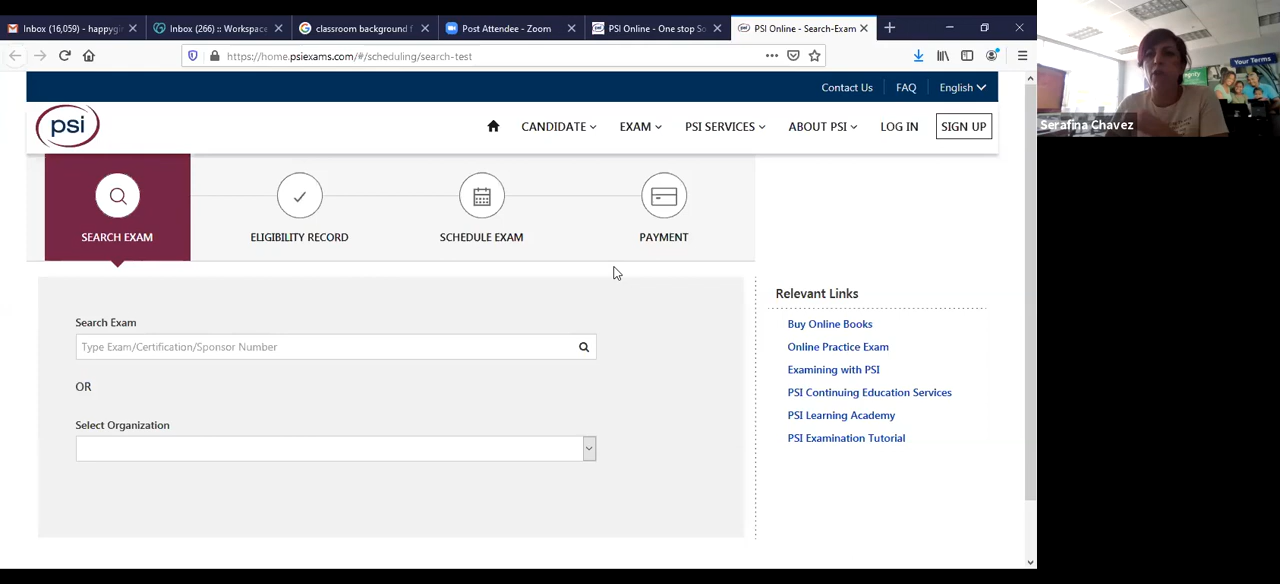 Inbox (16,059) - happygi
Inbox (266) :: Workspace
classroom background f
Post Attendee - Zoom
PSI Online - One stop So
PSI Online - Search-Exam
https://home.psiexams.com/#/scheduling/search-test
Contact Us FAQ English
psi
CANDIDATE EXAM PSI SERVICES ABOUT PSI LOG IN SIGN UP
SEARCH EXAM ELIGIBILITY RECORD SCHEDULE EXAM PAYMENT
Search Exam
Type Exam/Certification/Sponsor Number
OR
Select Organization
Relevant Links
Buy Online Books
Online Practice Exam
Examining with PSI
PSI Continuing Education Services
PSI Learning Academy
PSI Examination Tutorial
Your Terms
Serafina Chavez